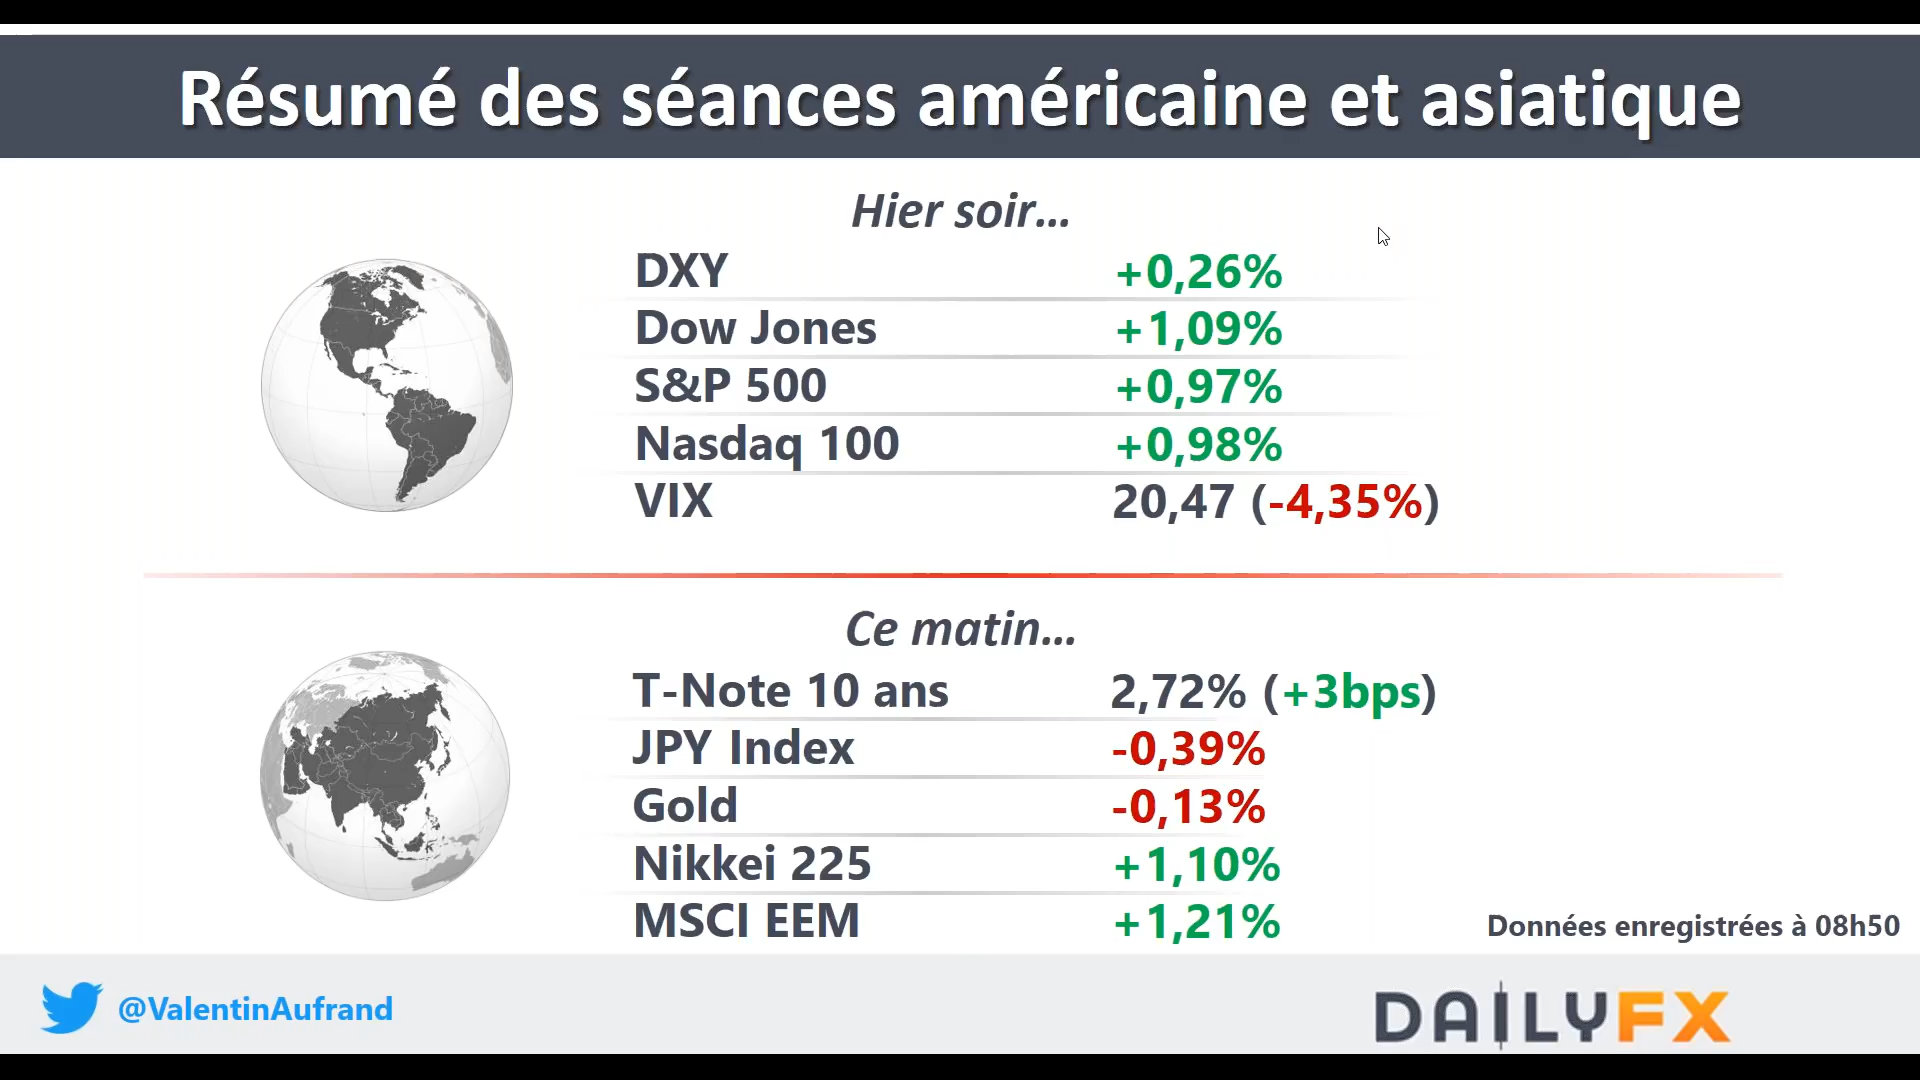 Résumé des séances américaine et asiatique
Hier soir...
DXY +0,26%
Dow Jones +1,09%
S&P 500 +0,97%
Nasdaq 100 +0,98%
VIX 20,47 (-4,35%)
Ce matin...
T-Note 10 ans 2,72% (+3bps)
JPY Index -0,39%
Gold -0,13%
Nikkei 225 +1,10%
MSCI EEM +1,21%
Données enregistrées à 08h50
@ValentinAufrand
DAILYFX